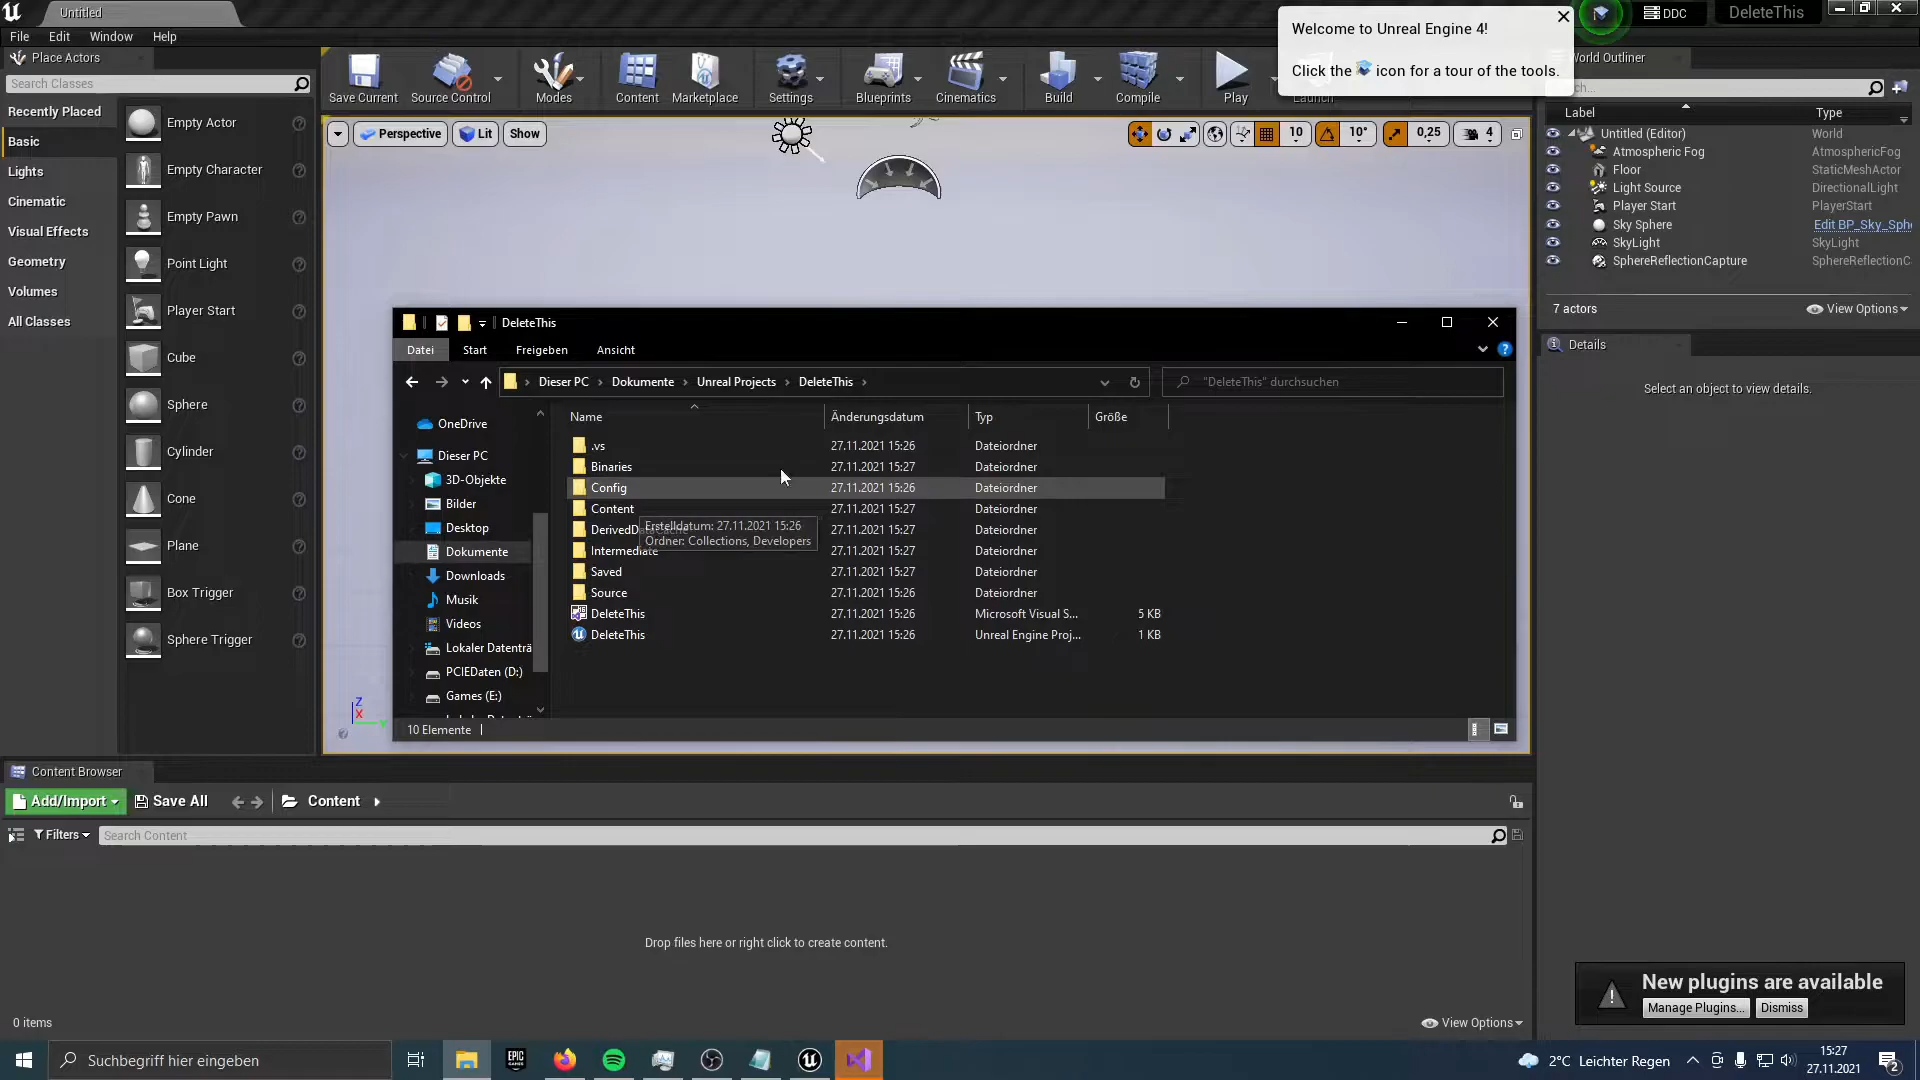 Untitled
DDC
DeleteThis
Welcome to Unreal Engine 4!
Click the icon for a tour of the tools.
File
Edit
Window
Help
Place Actors
Search Classes
Recently Placed
Basic
Lights
Cinematic
Visual Effects
Geometry
Volumes
All Classes
Empty Actor
Empty Character
Empty Pawn
Point Light
Player Start
Cube
Sphere
Cylinder
Cone
Plane
Box Trigger
Sphere Trigger
Save Current
Source Control
Modes
Content
Marketplace
Settings
Blueprints
Cinematics
Build
Compile
Play
Launch
Perspective
Lit
Show
10
10°
0,25
4
World Outliner
Label
Type
Untitled (Editor) World
Atmospheric Fog AtmosphericFog
Floor StaticMeshActor
Light Source DirectionalLight
Player Start PlayerStart
Sky Sphere Edit BP_Sky_Sph
SkyLight SkyLight
SphereReflectionCapture SphereReflectionC
7 actors
View Options
Details
Select an object to view details.
DeleteThis
Datei
Start
Freigeben
Ansicht
Dieser PC
Dokumente
Unreal Projects
DeleteThis
"DeleteThis" durchsuchen
OneDrive
Dieser PC
3D-Objekte
Bilder
Desktop
Dokumente
Downloads
Musik
Videos
Lokaler Datenträ
PCIEDaten (D:)
Games (E:)
Name Änderungsdatum Typ Größe
.vs 27.11.2021 15:26 Dateiordner
Binaries 27.11.2021 15:27 Dateiordner
Config 27.11.2021 15:26 Dateiordner
Content 27.11.2021 15:27 Dateiordner
DerivedD 27.11.2021 15:27 Dateiordner
Erstelldatum: 27.11.2021 15:26
Ordner: Collections, Developers
Intermediate 27.11.2021 15:27 Dateiordner
Saved 27.11.2021 15:27 Dateiordner
Source 27.11.2021 15:26 Dateiordner
DeleteThis 27.11.2021 15:26 Microsoft Visual S... 5 KB
DeleteThis 27.11.2021 15:26 Unreal Engine Proj... 1 KB
10 Elemente
Z
X
Content Browser
Add/Import
Save All
Content
Filters
Search Content
Drop files here or right click to create content.
0 items
View Options
New plugins are available
Manage Plugins...
Dismiss
Suchbegriff hier eingeben
EPIC
GAMES
2°C Leichter Regen
15:27
27.11.2021
2